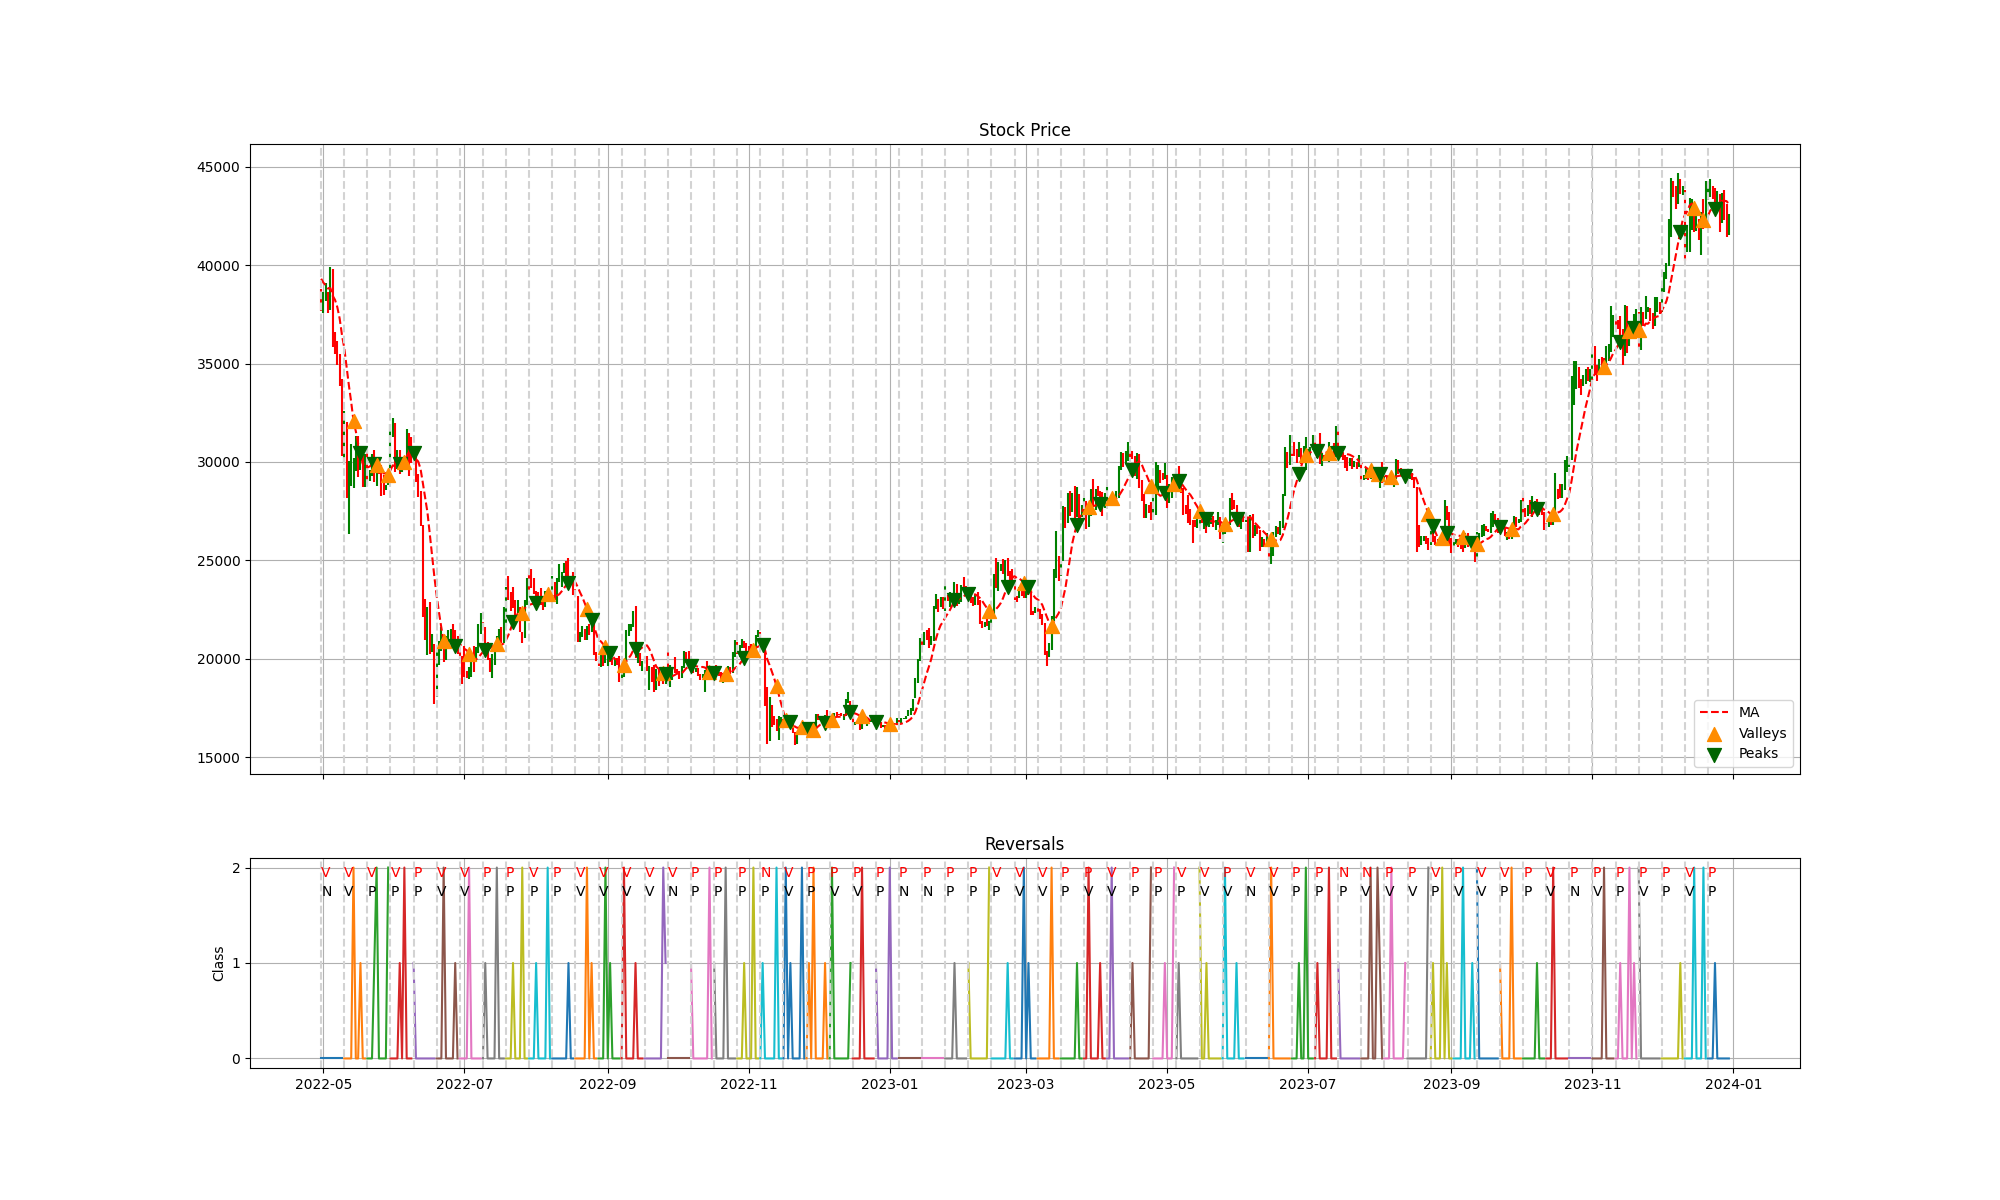 Stock Price
45000
40000
35000
30000
25000
20000
15000
MA
Valleys
Peaks
Reversals
V V V V P V V P P V P V V V V V P P P N V P P P P P P P P V V V P P V P P V V P V V P P N N P P V P V V P V P P P P P V P
N V P P P V V P P P P V V V V N P P P P V P V V P N N P P P V V P V V P P P V V N V P P P V V V P V V P P V N V P V P V P
Class
2
1
0
2022-05 2022-07 2022-09 2022-11 2023-01 2023-03 2023-05 2023-07 2023-09 2023-11 2024-01